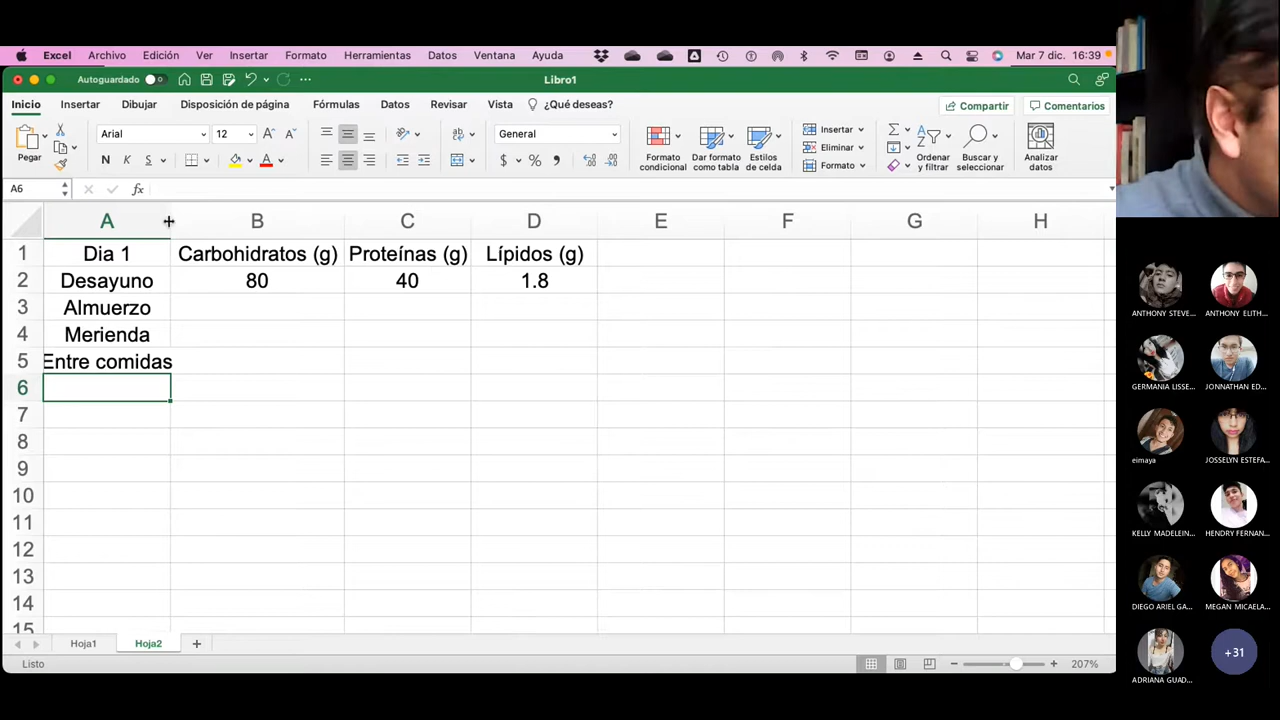 Excel Archivo Edición Ver Insertar Formato Herramientas Datos Ventana Ayuda Mar 7 dic. 16:39
Autoguardado Libro1
Inicio Insertar Dibujar Disposición de página Fórmulas Datos Revisar Vista ¿Qué deseas? Compartir Comentarios
Pegar Arial 12 General Formato condicional Dar formato como tabla Estilos de celda Insertar Eliminar Formato Ordenar y filtrar Buscar y seleccionar Analizar datos
N K S $ %
A6 fx
A B C D E F G H
1 Dia 1 Carbohidratos (g) Proteínas (g) Lípidos (g)
2 Desayuno 80 40 1.8
3 Almuerzo
4 Merienda
5 Entre comidas
6
7
8
9
10
11
12
13
14
15
Hoja1 Hoja2 +
Listo 207%
ANTHONY STEVE... ANTHONY ELITH...
GERMANIA LISSE... JONNATHAN ED...
eimaya JOSSELYN ESTEFA...
KELLY MADELEIN... HENDRY FERNAN...
DIEGO ARIEL GA... MEGAN MICAELA...
+31
ADRIANA GUAD...